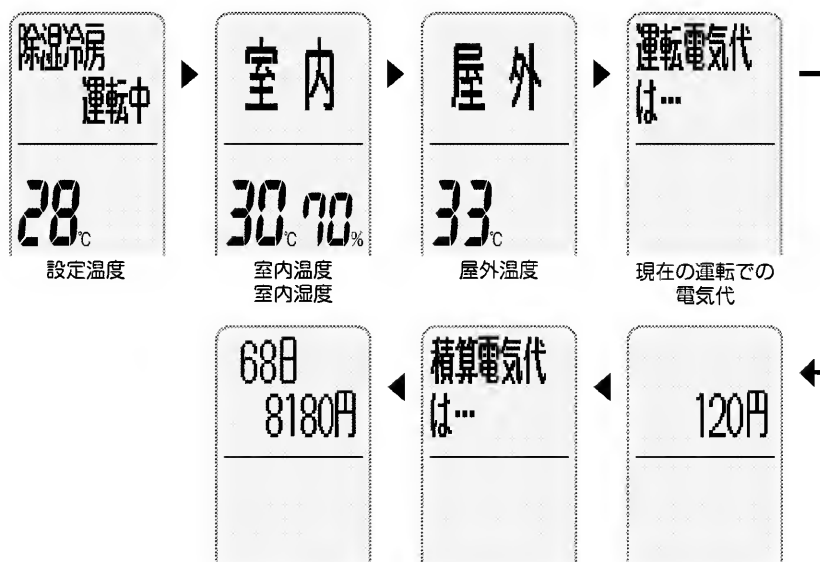 除湿冷房
運転中
28℃
設定温度
室内
30℃ 70%
室内温度
室内湿度
屋外
33℃
屋外温度
運転電気代
は…
現在の運転での
電気代
120円
積算電気代
は…
68日
8180円